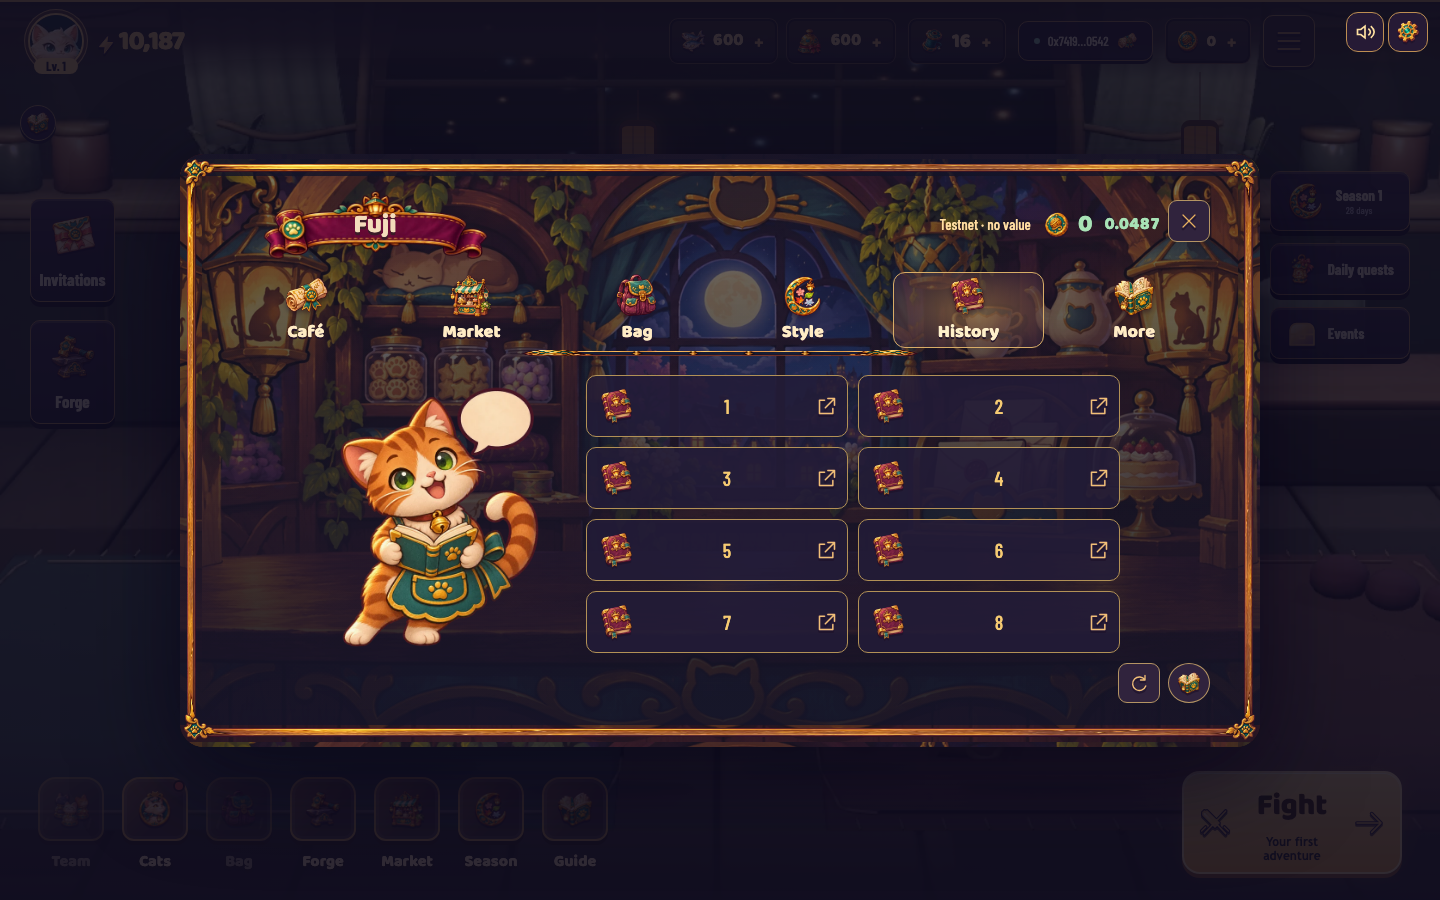 10,187
Lv. 1
600 +
600 +
16 +
0x7419...0542
0 +
Invitations
Forge
Season 1
28 days
Daily quests
Events
Fuji
Testnet · no value
0
0.0487
Café
Market
Bag
Style
History
More
1
2
3
4
5
6
7
8
Team
Cats
Bag
Forge
Market
Season
Guide
Fight
Your first
adventure